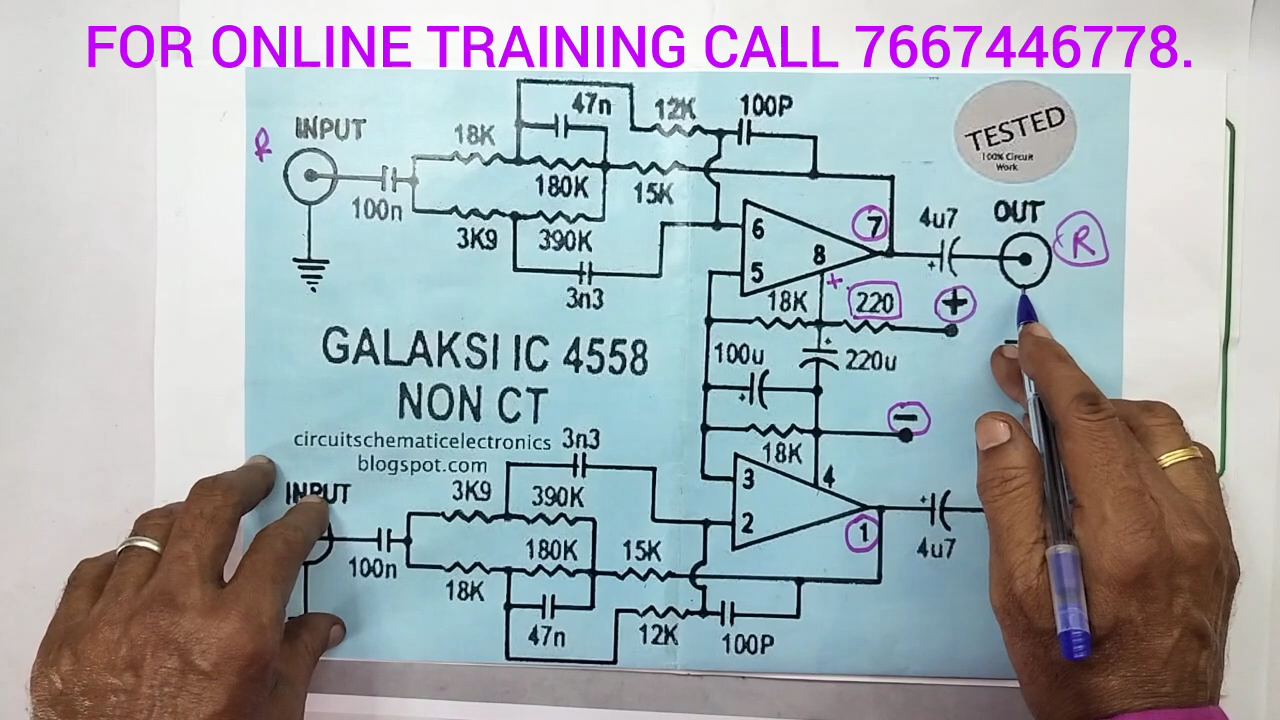 FOR ONLINE TRAINING CALL 7667446778.
47n
12K
100P
TESTED
100% Circuit
Work
R
INPUT
18K
180K
15K
100n
3K9
390K
3n3
6
7
5
8
+
4u7
OUT
R
18K
220
+
100u
+
220u
+
+
GALAKSI IC 4558
NON CT
circuitschematicelectronics
blogspot.com
−
18K
3n3
INPUT
3K9
390K
3
4
2
1
+
4u7
100n
180K
15K
18K
47n
12K
100P